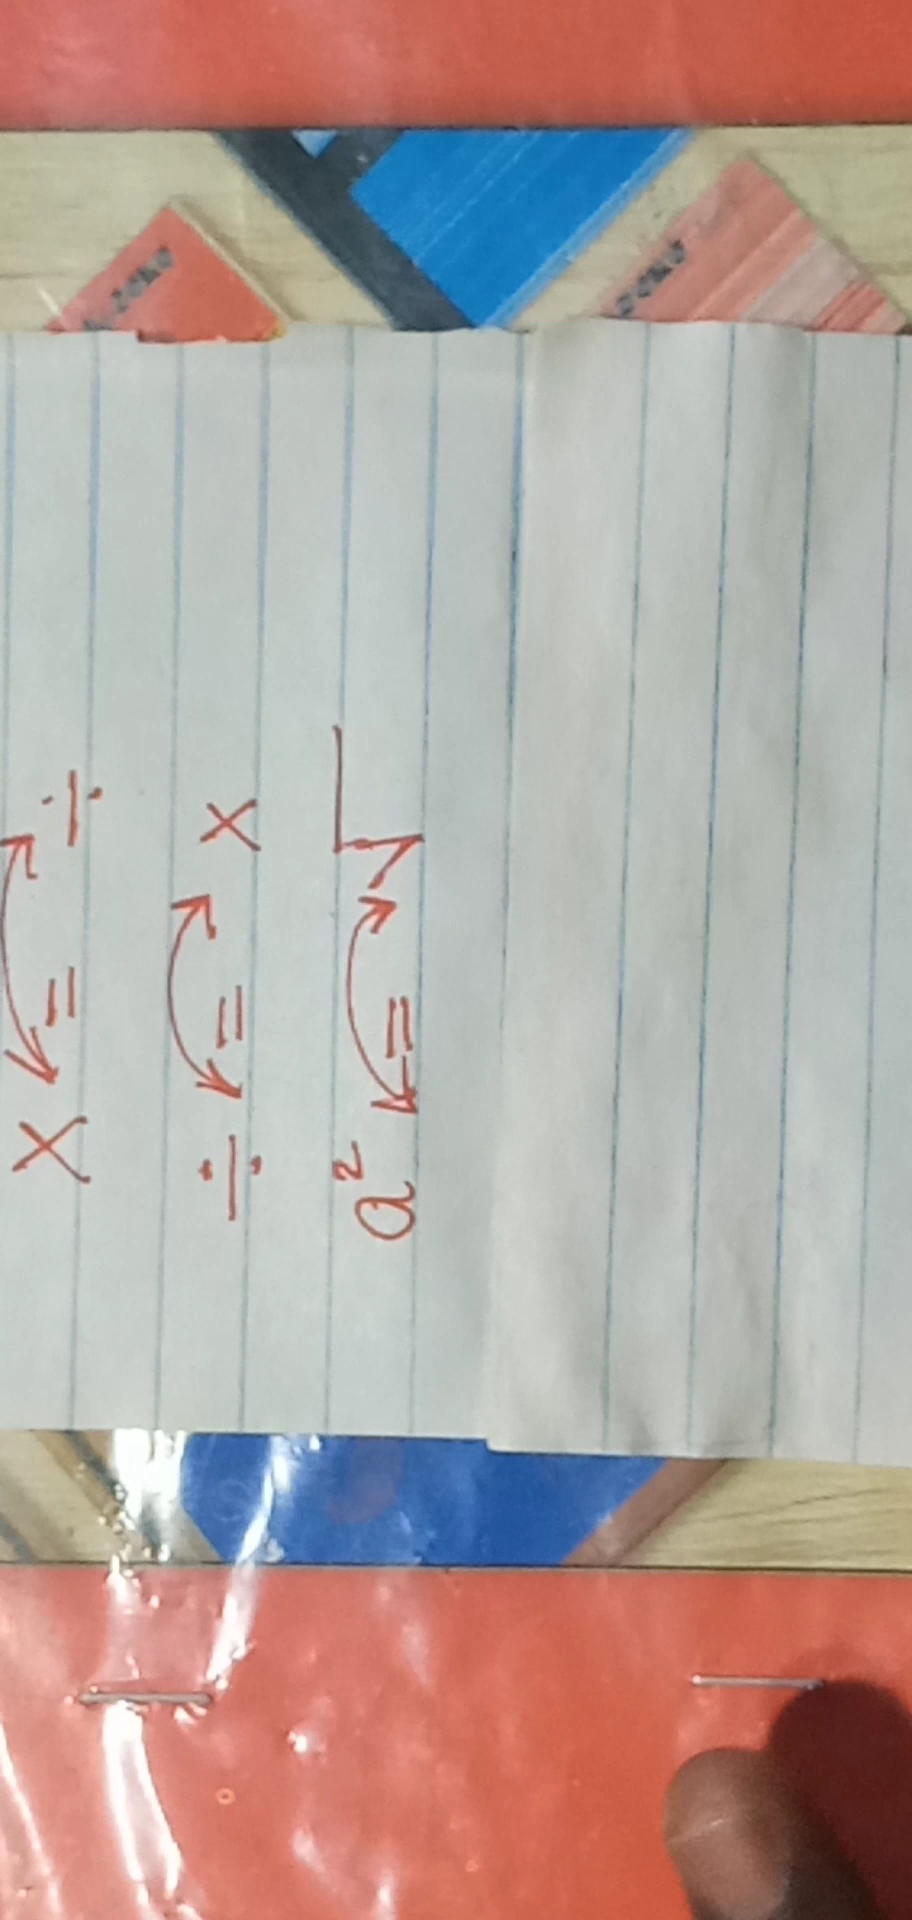 × = ÷
÷ = ×
a² = √